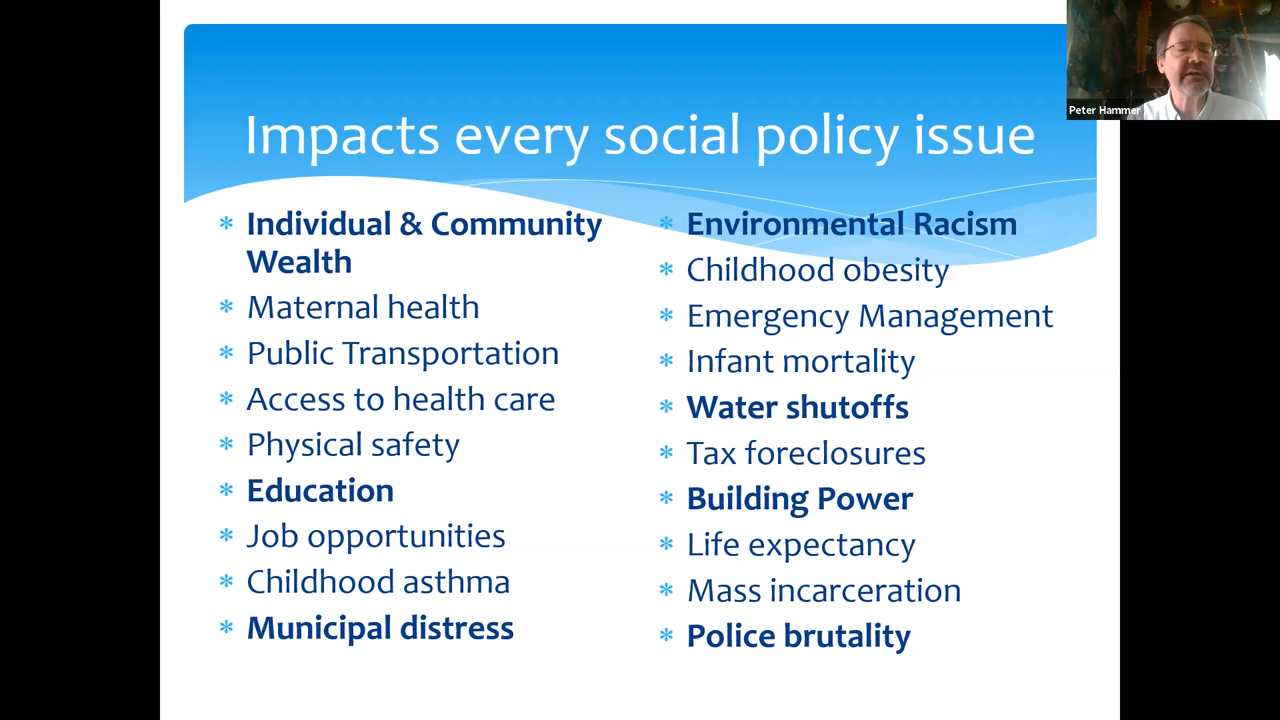 Impacts every social policy issue
Peter Hammer
* Individual & Community
Wealth
* Maternal health
* Public Transportation
* Access to health care
* Physical safety
* Education
* Job opportunities
* Childhood asthma
* Municipal distress
* Environmental Racism
* Childhood obesity
* Emergency Management
* Infant mortality
* Water shutoffs
* Tax foreclosures
* Building Power
* Life expectancy
* Mass incarceration
* Police brutality